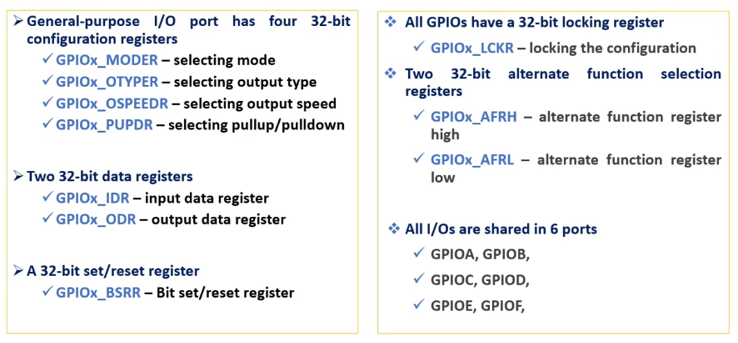 General-purpose I/O port has four 32-bit
configuration registers
GPIOx_MODER – selecting mode
GPIOx_OTYPER – selecting output type
GPIOx_OSPEEDR – selecting output speed
GPIOx_PUPDR – selecting pullup/pulldown
Two 32-bit data registers
GPIOx_IDR – input data register
GPIOx_ODR – output data register
A 32-bit set/reset register
GPIOx_BSRR – Bit set/reset register
All GPIOs have a 32-bit locking register
GPIOx_LCKR – locking the configuration
Two 32-bit alternate function selection
registers
GPIOx_AFRH – alternate function register
high
GPIOx_AFRL – alternate function register
low
All I/Os are shared in 6 ports
GPIOA, GPIOB,
GPIOC, GPIOD,
GPIOE, GPIOF,